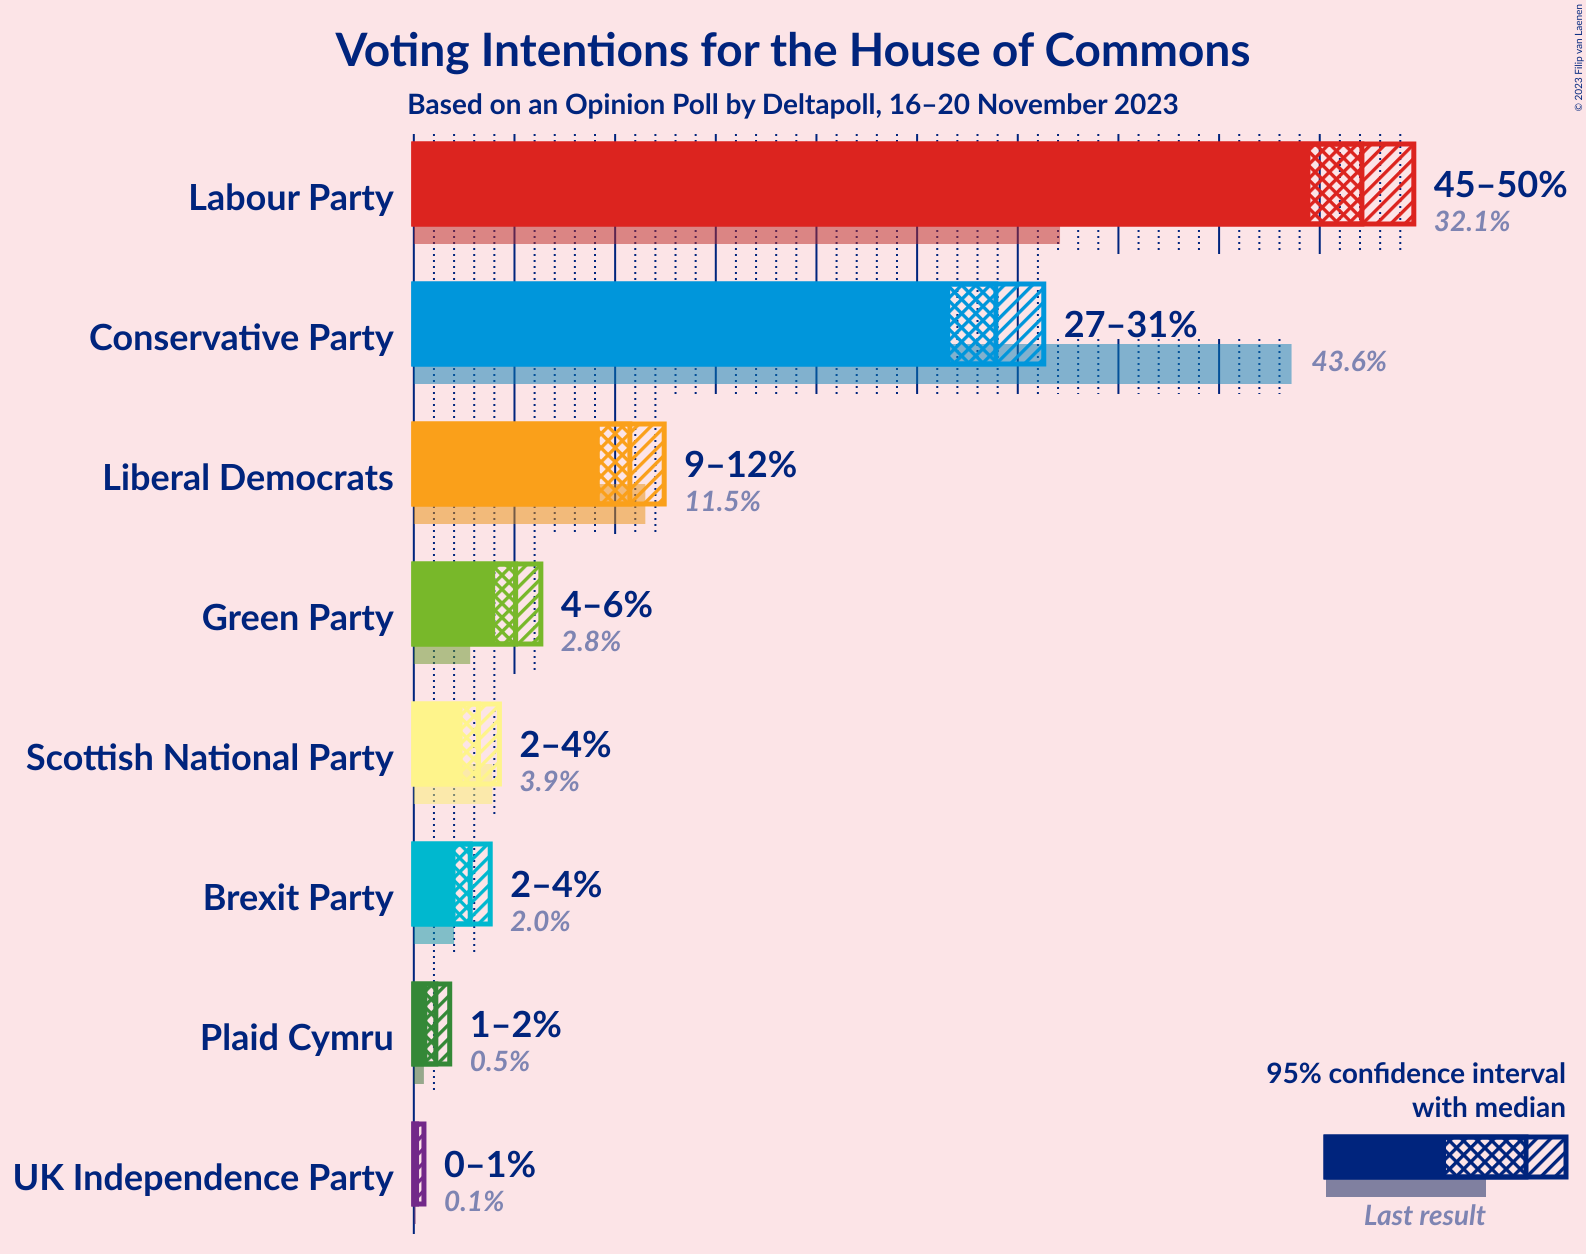 Voting Intentions for the House of Commons
Based on an Opinion Poll by Deltapoll, 16–20 November 2023
© 2023 Filip van Laenen
Labour Party
45–50%
32.1%
Conservative Party
27–31%
43.6%
Liberal Democrats
9–12%
11.5%
Green Party
4–6%
2.8%
Scottish National Party
2–4%
3.9%
Brexit Party
2–4%
2.0%
Plaid Cymru
1–2%
0.5%
UK Independence Party
0–1%
0.1%
95% confidence interval
with median
Last result